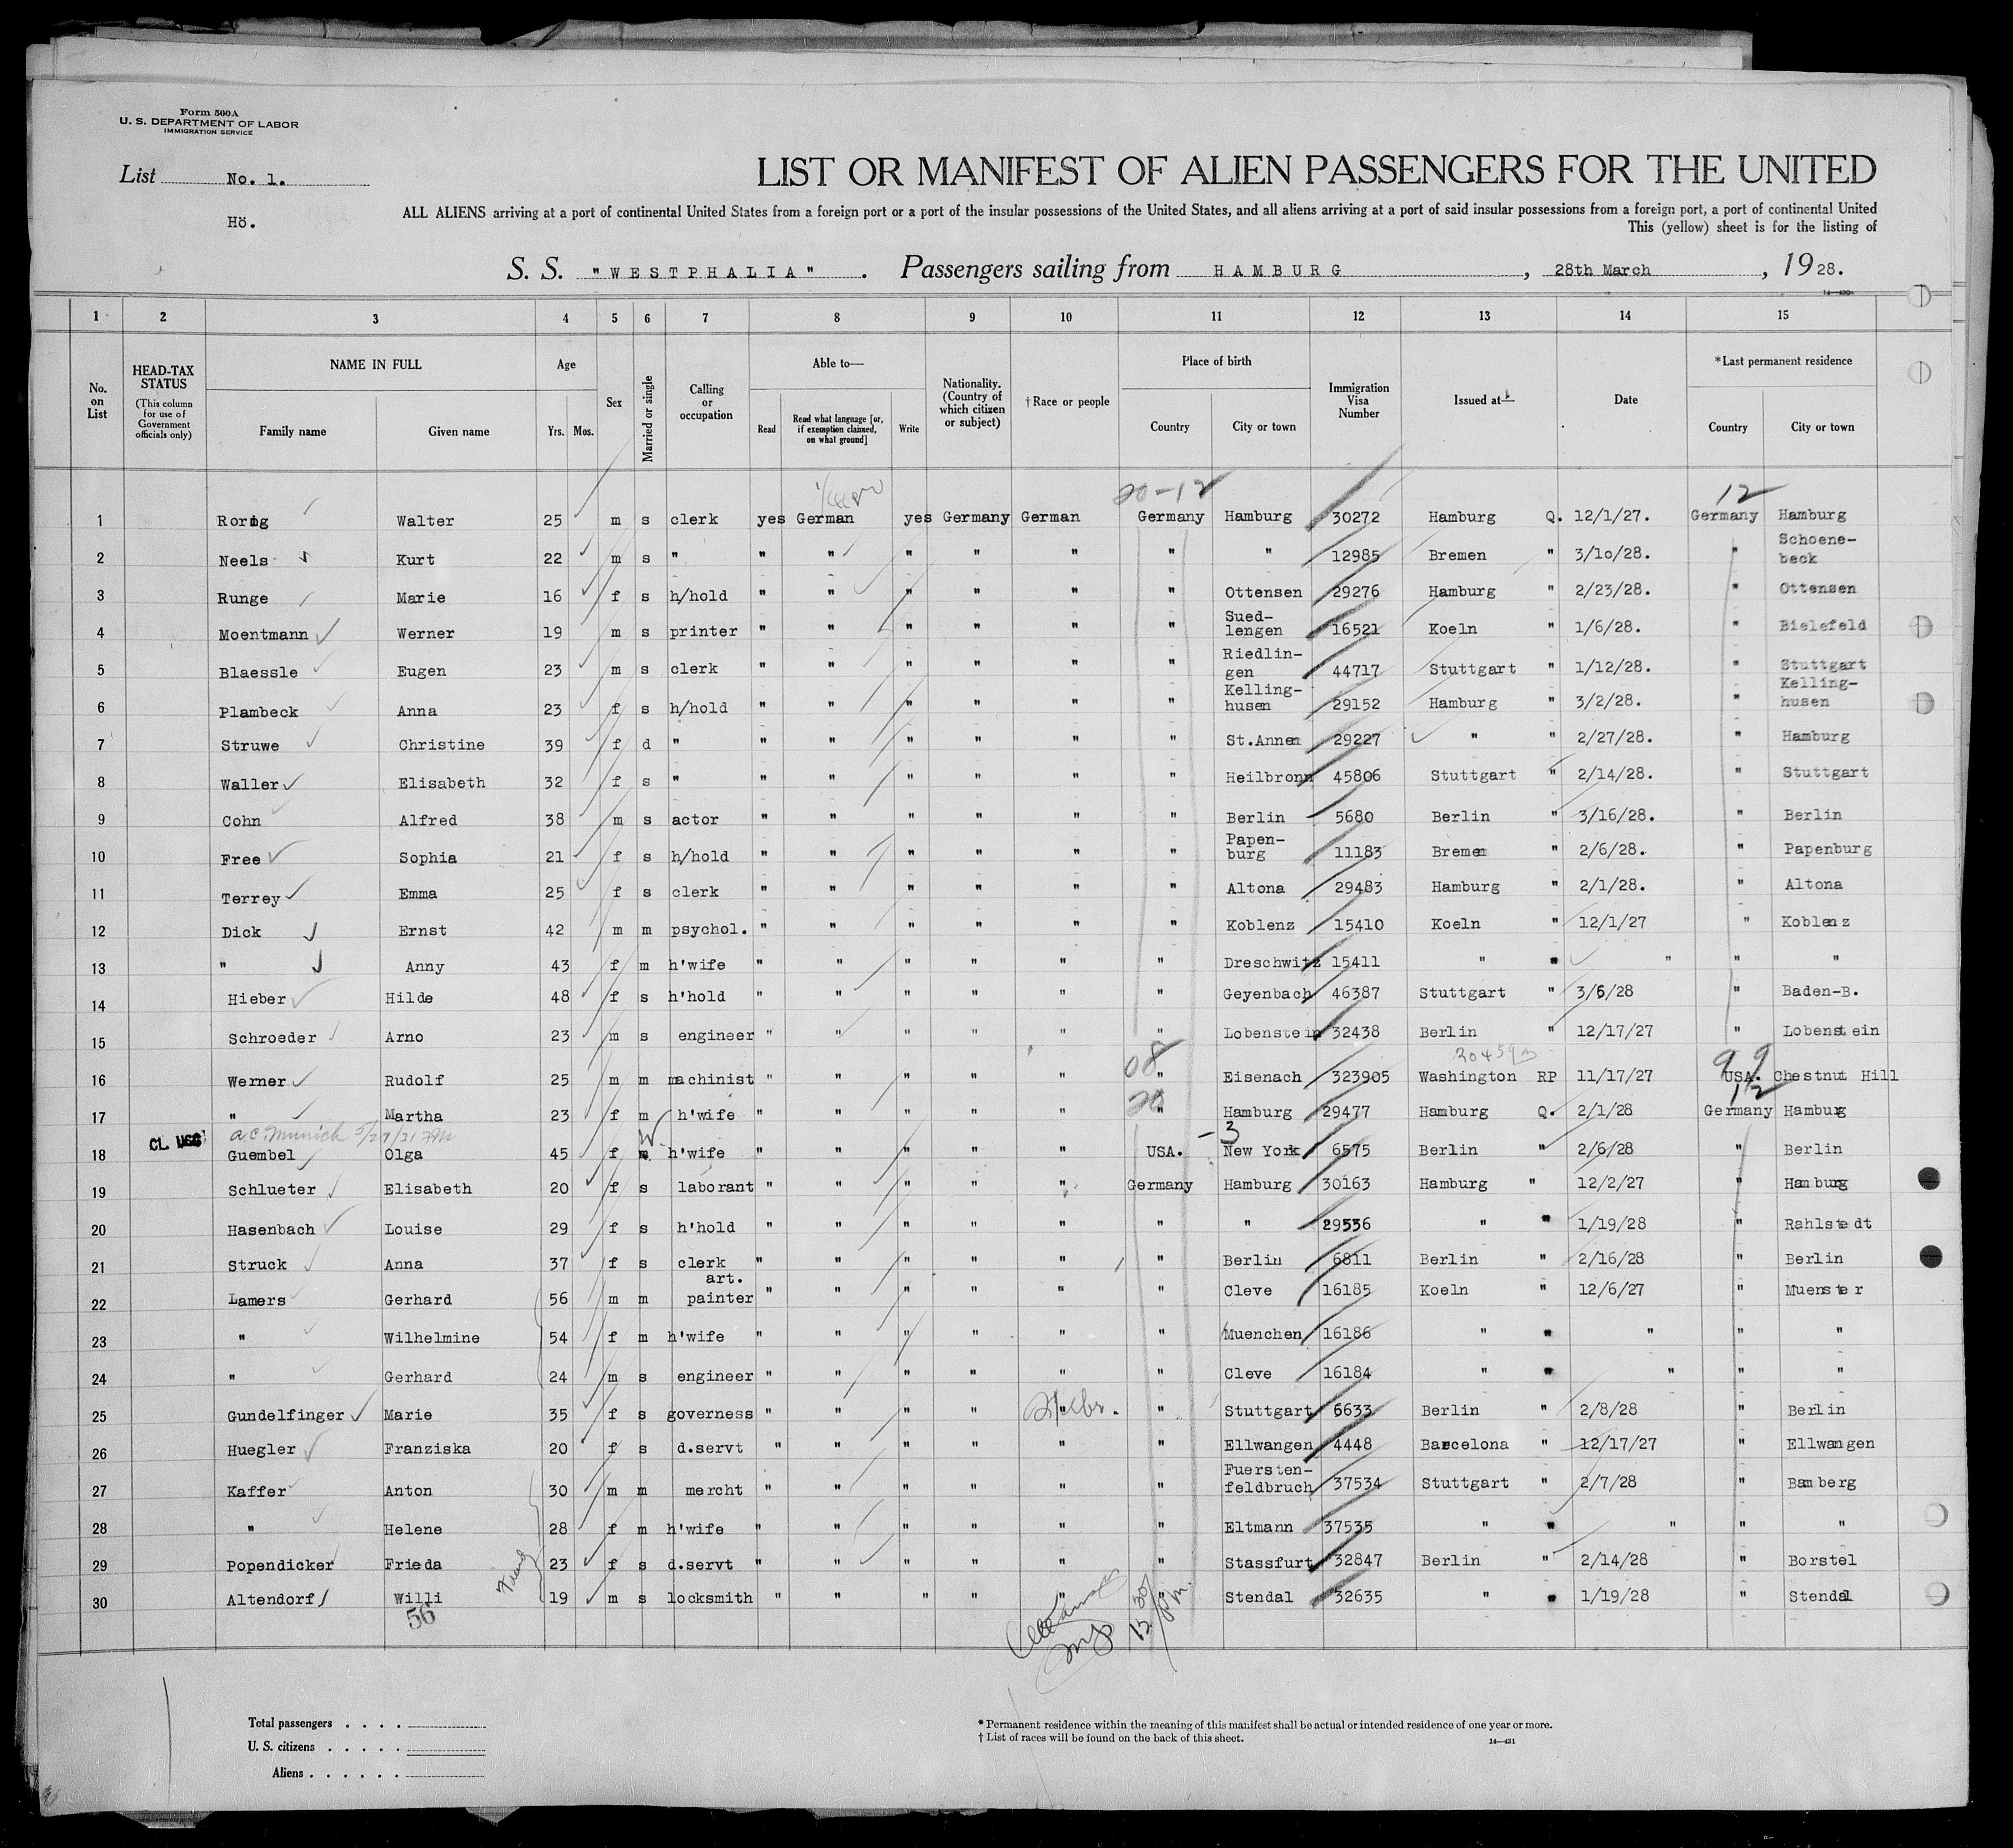 Form 500A
U. S. DEPARTMENT OF LABOR
IMMIGRATION SERVICE
List No. 1.
Hö.
LIST OR MANIFEST OF ALIEN PASSENGERS FOR THE UNITED
ALL ALIENS arriving at a port of continental United States from a foreign port or a port of the insular possessions of the United States, and all aliens arriving at a port of said insular possessions from a foreign port, a port of continental United
This (yellow) sheet is for the listing of
S. S. "WESTPHALIA". Passengers sailing from HAMBURG, 28th March, 1928.
14—430a
1 2 3 4 5 6 7 8 9 10 11 12 13 14 15
No. on List
HEAD-TAX STATUS (This column for use of Government officials only)
NAME IN FULL Family name Given name
Age Yrs. Mos.
Sex
Married or single
Calling or occupation
Able to— Read Read what language [or, if exemption claimed, on what ground] Write
Nationality. (Country of which citizen or subject)
† Race or people
Place of birth Country City or town
Immigration Visa Number
Issued at
Date
* Last permanent residence Country City or town
20-12 12
1 Roring Walter 25 m s clerk yes German yes Germany German Germany Hamburg 30272 Hamburg Q. 12/1/27. Germany Hamburg
2 Neels Kurt 22 m s " " " " " " " " 12985 Bremen " 3/10/28. " Schoene-beck
3 Runge Marie 16 f s h/hold " " " " " " Ottensen 29276 Hamburg " 2/23/28. " Ottensen
4 Moentmann Werner 19 m s printer " " " " " " Sued-lengen 16521 Koeln " 1/6/28. " Bielefeld
5 Blaessle Eugen 23 m s clerk " " " " " " Riedlin-gen 44717 Stuttgart " 1/12/28. " Stuttgart
6 Plambeck Anna 23 f s h/hold " " " " " " Kelling-husen 29152 Hamburg " 3/2/28. " Kelling-husen
7 Struwe Christine 39 f d " " " " " " " St.Annen 29227 " " 2/27/28. " Hamburg
8 Waller Elisabeth 32 f s " " " " " " " Heilbronn 45806 Stuttgart " 2/14/28. " Stuttgart
9 Cohn Alfred 38 m s actor " " " " " " Berlin 5680 Berlin " 3/16/28. " Berlin
10 Free Sophia 21 f s h/hold " " " " " " Papen-burg 11183 Bremen " 2/6/28. " Papenburg
11 Terrey Emma 25 f s clerk " " " " " " Altona 29483 Hamburg " 2/1/28. " Altona
12 Dick Ernst 42 m m psychol. " " " " " " Koblenz 15410 Koeln " 12/1/27 " Koblenz
13 " Anny 43 f m h'wife " " " " " " Dreschwitz 15411 " " " " "
14 Hieber Hilde 48 f s h'hold " " " " " " Geyenbach 46387 Stuttgart " 3/5/28 " Baden-B.
15 Schroeder Arno 23 m s engineer " " " " " " Lobenstein 32438 Berlin " 12/17/27 " Lobenstein
08 99
16 Werner Rudolf 25 m m machinist " " " " " " Eisenach 323905 Washington RP 11/17/27 USA. Chestnut Hill
20 12
17 " Martha 23 f m h'wife " " " " " " Hamburg 29477 Hamburg Q. 2/1/28 Germany Hamburg
-3
18 Guembel Olga 45 f m h'wife " " " " " USA. New York 6575 Berlin " 2/6/28 " Berlin
19 Schlueter Elisabeth 20 f s laborant " " " " " Germany Hamburg 30163 Hamburg " 12/2/27 " Hamburg
20 Hasenbach Louise 29 f s h'hold " " " " " " " 29536 " " 1/19/28 " Rahlstedt
21 Struck Anna 37 f s clerk " " " " " " Berlin 6811 Berlin " 2/16/28 " Berlin
22 Lamers Gerhard 56 m m art. painter " " " " " " Cleve 16185 Koeln " 12/6/27 " Muenster
23 " Wilhelmine 54 f m h'wife " " " " " " Muenchen 16186 " " " " "
24 " Gerhard 24 m s engineer " " " " " " Cleve 16184 " " " " "
25 Gundelfinger Marie 35 f s governess " " " " " " Stuttgart 6633 Berlin " 2/8/28 " Berlin
26 Huegler Franziska 20 f s d.servt " " " " " " Ellwangen 4448 Barcelona " 12/17/27 " Ellwangen
27 Kaffer Anton 30 m m mercht " " " " " " Fuersten-feldbruch 37534 Stuttgart " 2/7/28 " Bamberg
28 " Helene 28 f m h'wife " " " " " " Eltmann 37535 " " " " "
29 Popendicker Frieda 23 f s d.servt " " " " " " Stassfurt 32847 Berlin " 2/14/28 " Borstel
30 Altendorf Willi 19 m s locksmith " " " " " " Stendal 32635 " " 1/19/28 " Stendal
56
Total passengers . . . .
U. S. citizens . . . . .
Aliens . . . . . .
* Permanent residence within the meaning of this manifest shall be actual or intended residence of one year or more.
† List of races will be found on the back of this sheet.
14—431